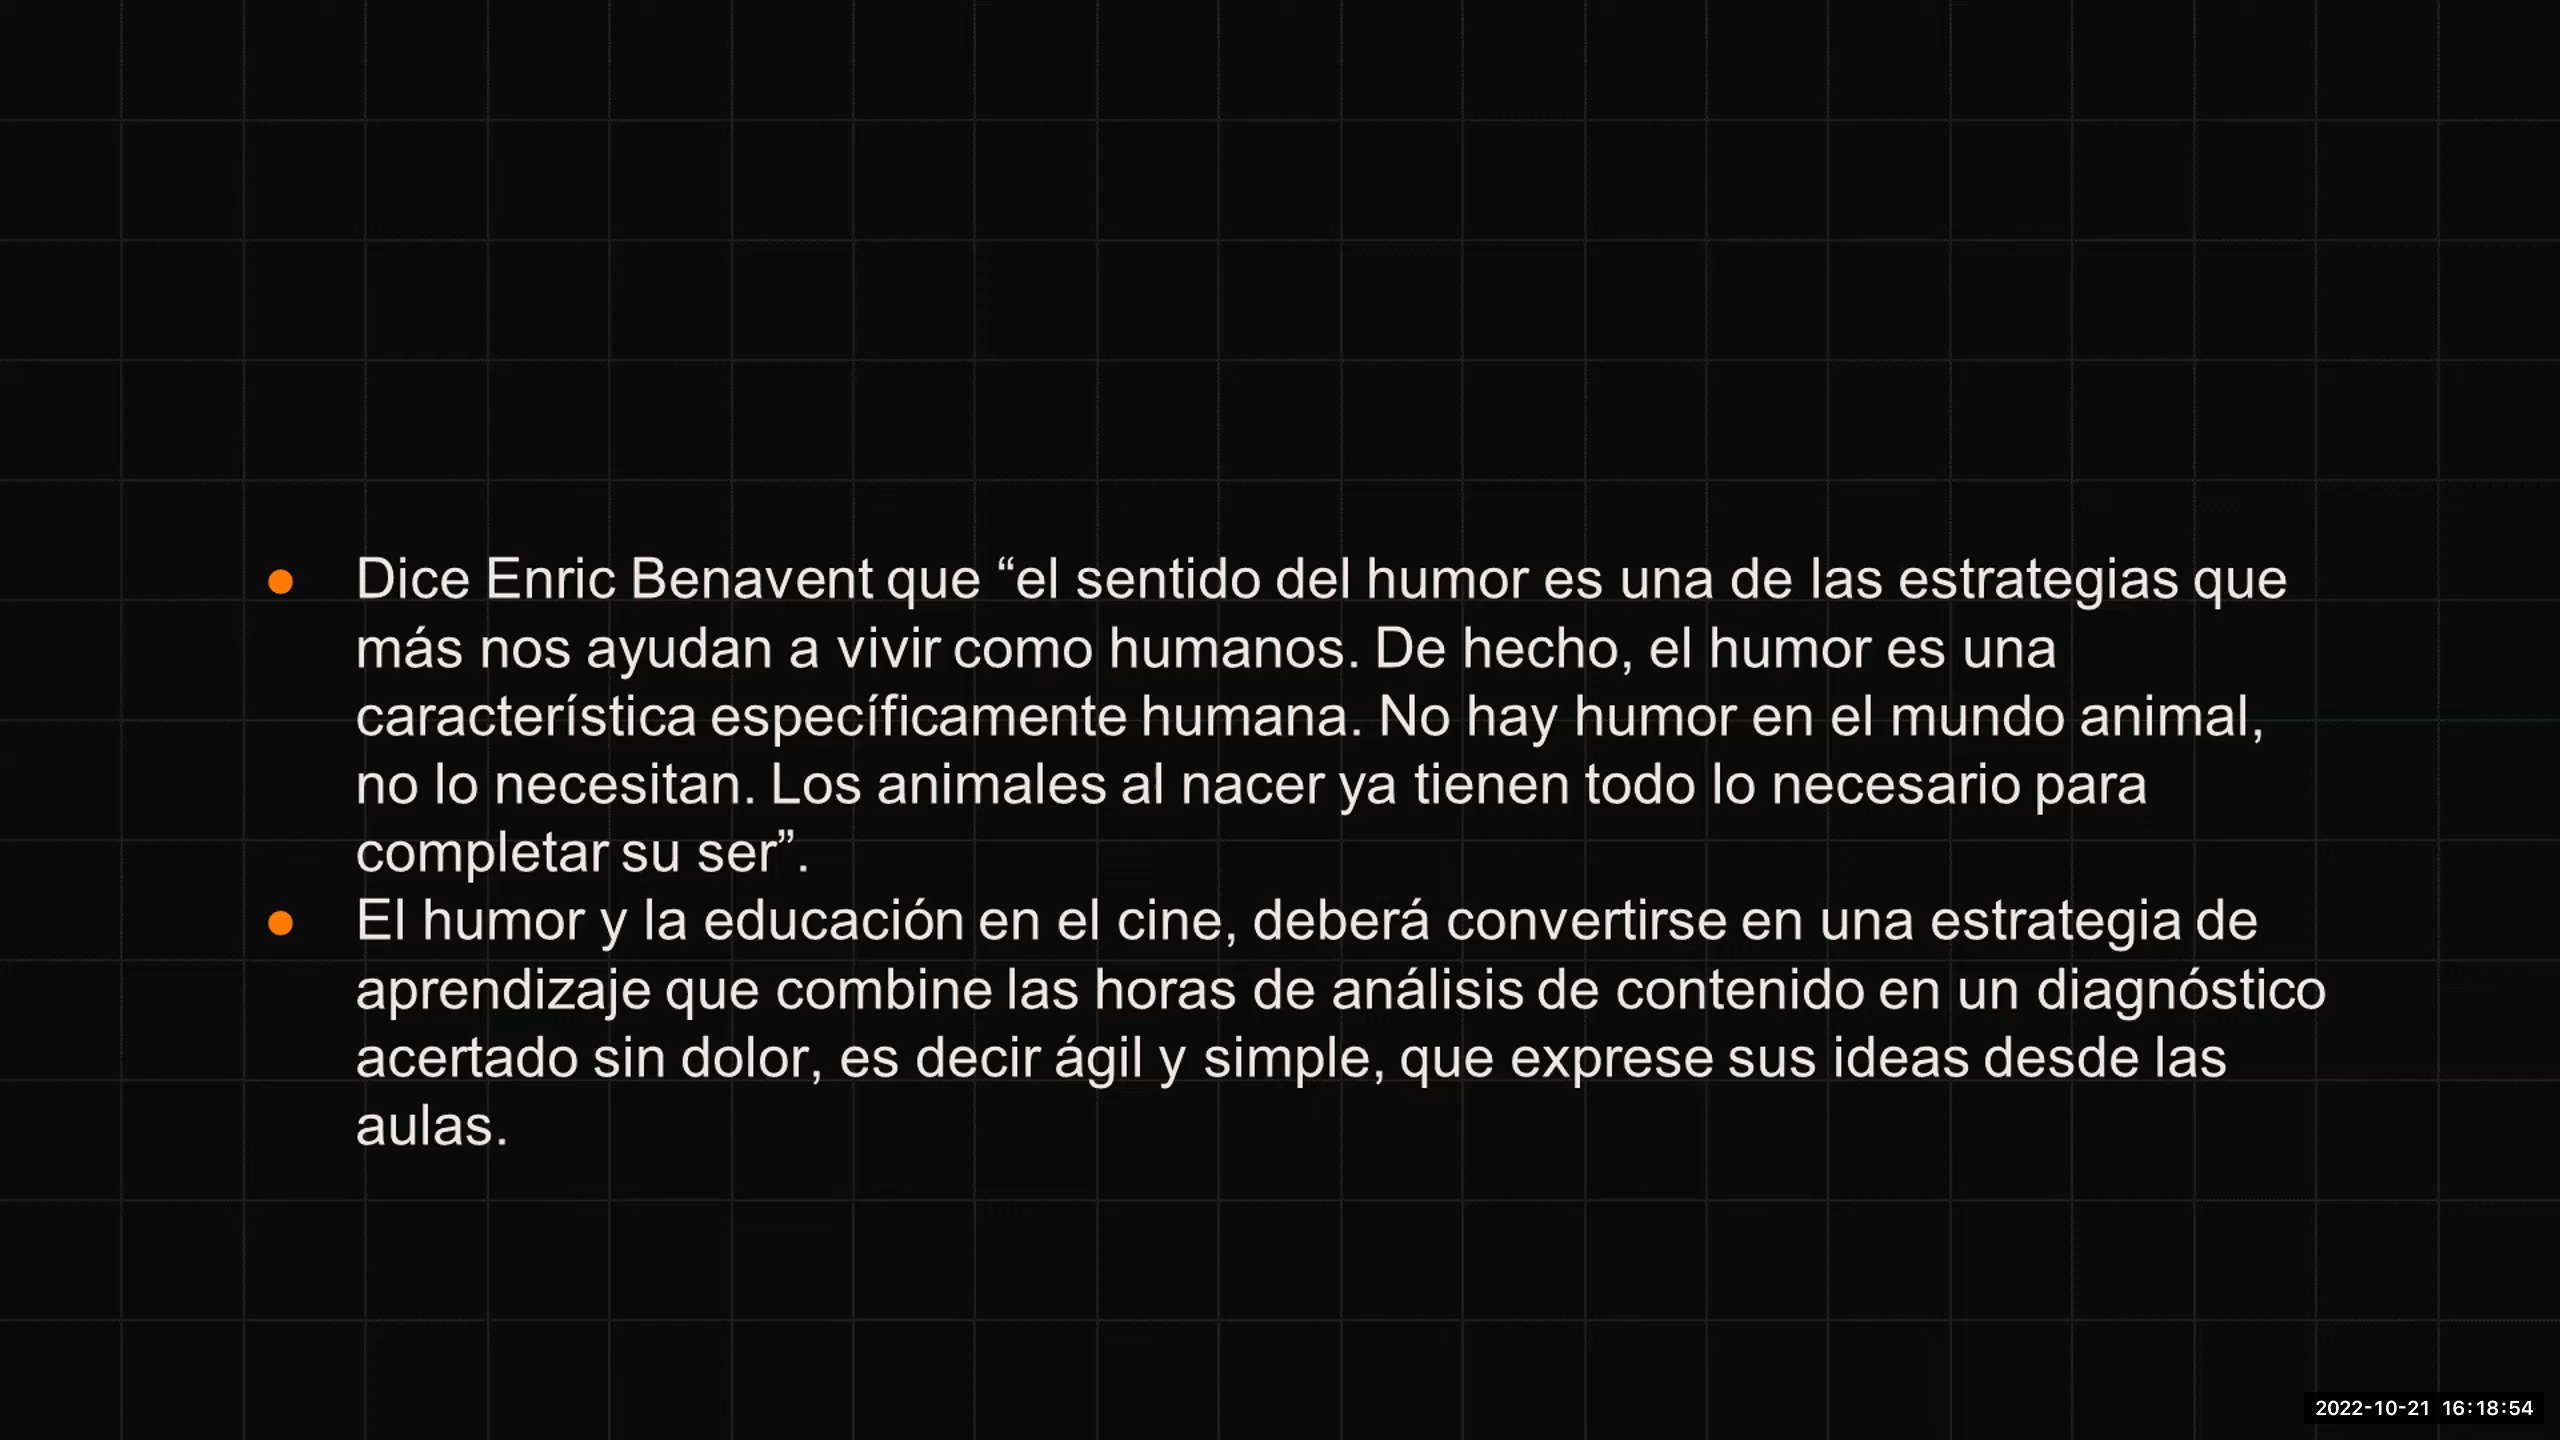 Dice Enric Benavent que “el sentido del humor es una de las estrategias que
más nos ayudan a vivir como humanos. De hecho, el humor es una
característica específicamente humana. No hay humor en el mundo animal,
no lo necesitan. Los animales al nacer ya tienen todo lo necesario para
completar su ser”.
El humor y la educación en el cine, deberá convertirse en una estrategia de
aprendizaje que combine las horas de análisis de contenido en un diagnóstico
acertado sin dolor, es decir ágil y simple, que exprese sus ideas desde las
aulas.
2022-10-21 16:18:54